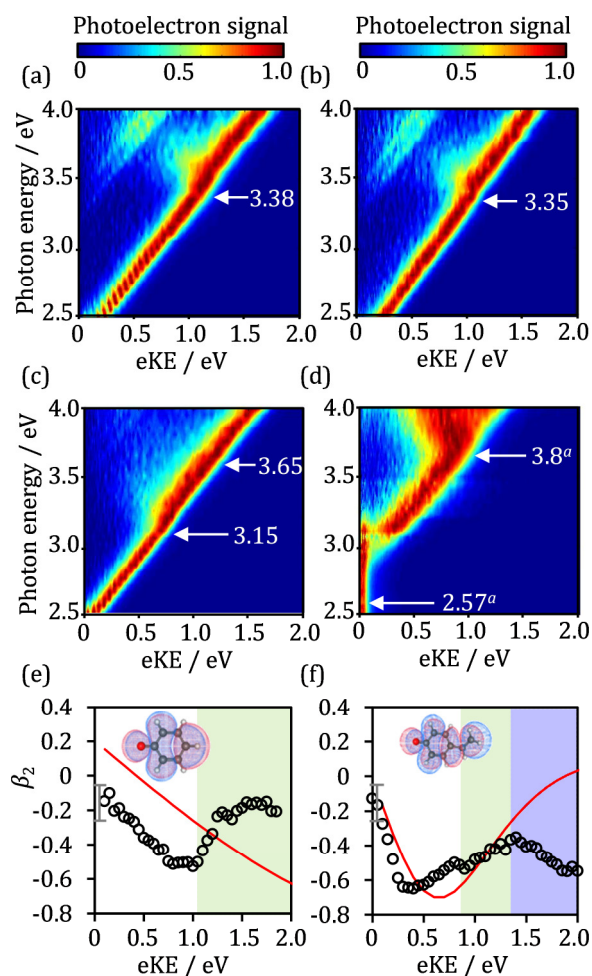 Photoelectron signal Photoelectron signal
0 0.5 1.0 0 0.5 1.0
(a) (b)
4.0 4.0
3.5 3.5
3.38 3.35
3.0 3.0
2.5 2.5
Photon energy / eV
0 0.5 1.0 1.5 2.0 0 0.5 1.0 1.5 2.0
eKE / eV eKE / eV
(c) (d)
4.0 4.0
3.65 3.8ᵃ
3.5 3.5
3.15
3.0 3.0
2.57ᵃ
2.5 2.5
Photon energy / eV
0 0.5 1.0 1.5 2.0 0 0.5 1.0 1.5 2.0
eKE / eV eKE / eV
(e) (f)
0.4 0.4
0.2 0.2
0 0
β₂
-0.2 -0.2
-0.4 -0.4
-0.6 -0.6
-0.8 -0.8
0.0 0.5 1.0 1.5 2.0 0.0 0.5 1.0 1.5 2.0
eKE / eV eKE / eV